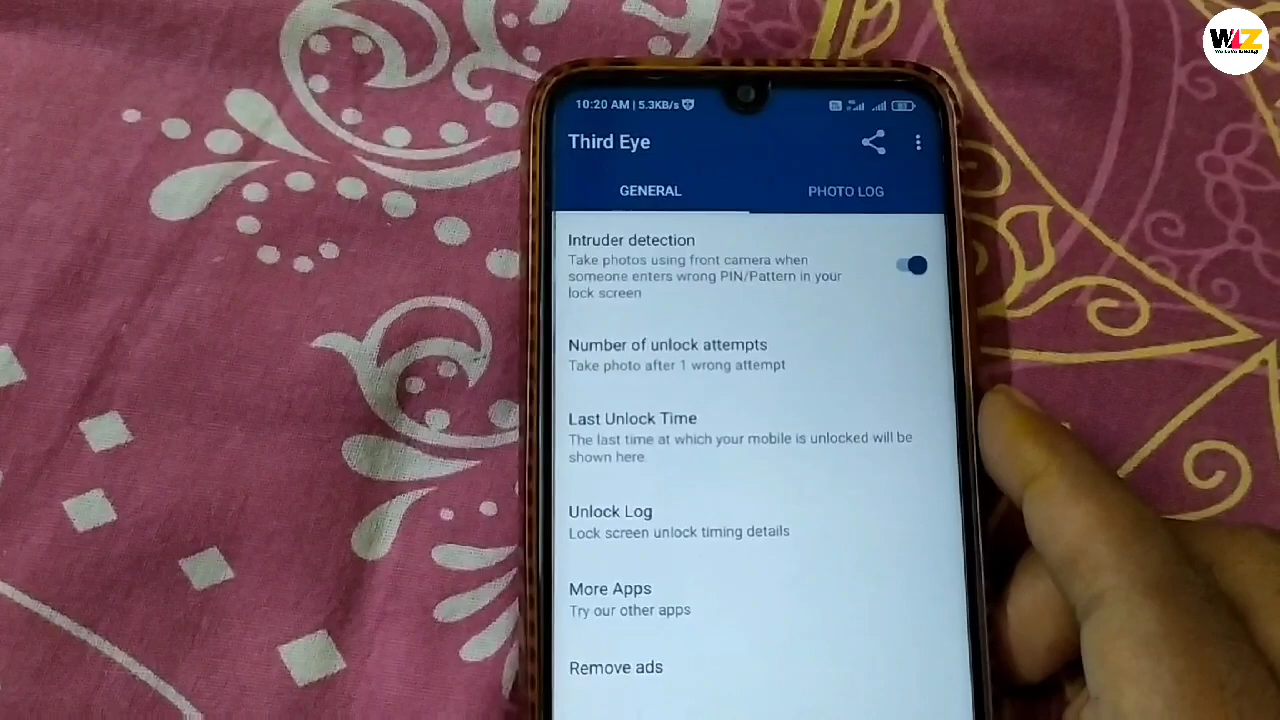 WLZ
10:20 AM | 5.3KB/s
Third Eye
GENERAL
PHOTO LOG
Intruder detection
Take photos using front camera when
someone enters wrong PIN/Pattern in your
lock screen
Number of unlock attempts
Take photo after 1 wrong attempt
Last Unlock Time
The last time at which your mobile is unlocked will be
shown here
Unlock Log
Lock screen unlock timing details
More Apps
Try our other apps
Remove ads